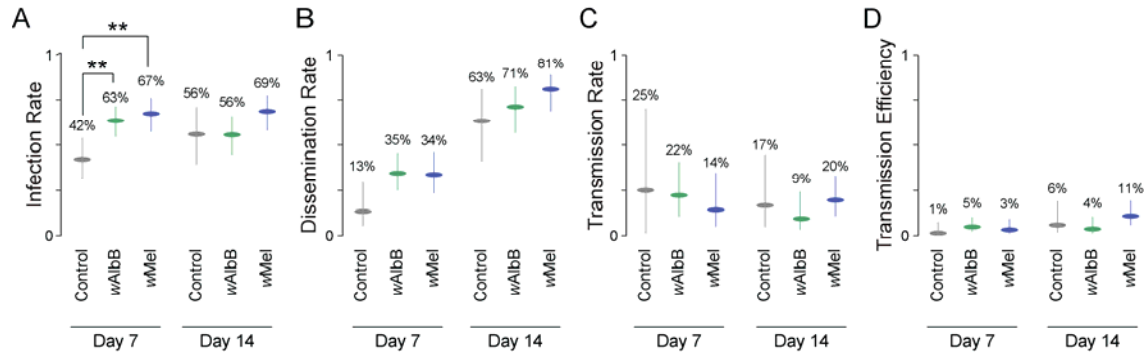 A
Infection Rate
1
0
**
**
42%
63%
67%
56%
56%
69%
Control
wAlbB
wMel
Control
wAlbB
wMel
Day 7
Day 14
B
Dissemination Rate
1
0
13%
35%
34%
63%
71%
81%
Control
wAlbB
wMel
Control
wAlbB
wMel
Day 7
Day 14
C
Transmission Rate
1
0
25%
22%
14%
17%
9%
20%
Control
wAlbB
wMel
Control
wAlbB
wMel
Day 7
Day 14
D
Transmission Efficiency
1
0
1%
5%
3%
6%
4%
11%
Control
wAlbB
wMel
Control
wAlbB
wMel
Day 7
Day 14